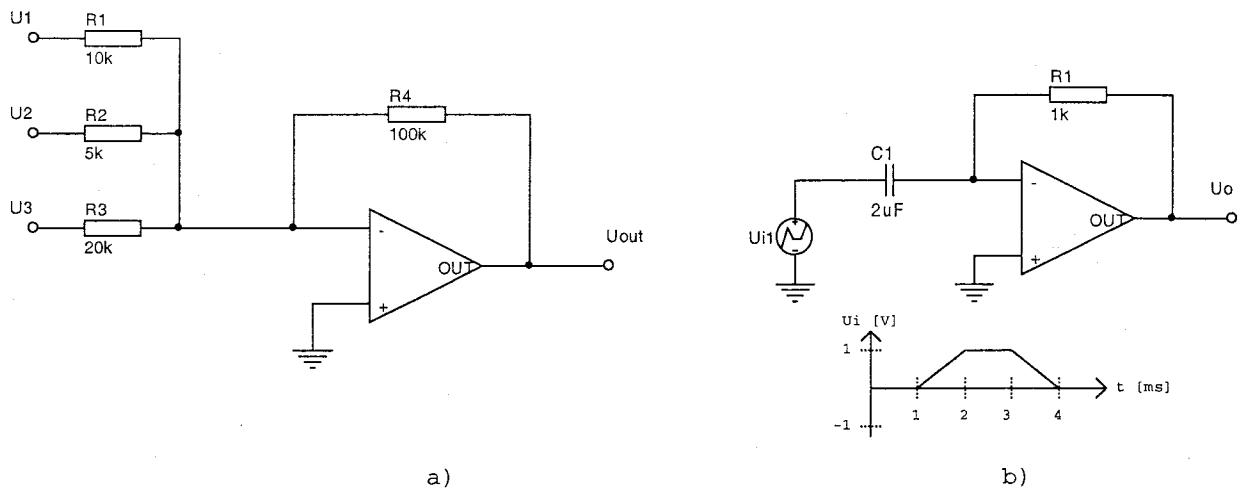 U1
R1
10k
U2
R2
5k
U3
R3
20k
R4
100k
-
+
OUT
Uout
a)
R1
1k
C1
2uF
Ui1
+
-
-
+
OUT
Uo
Ui [V]
1
-1
1 2 3 4
t [ms]
b)